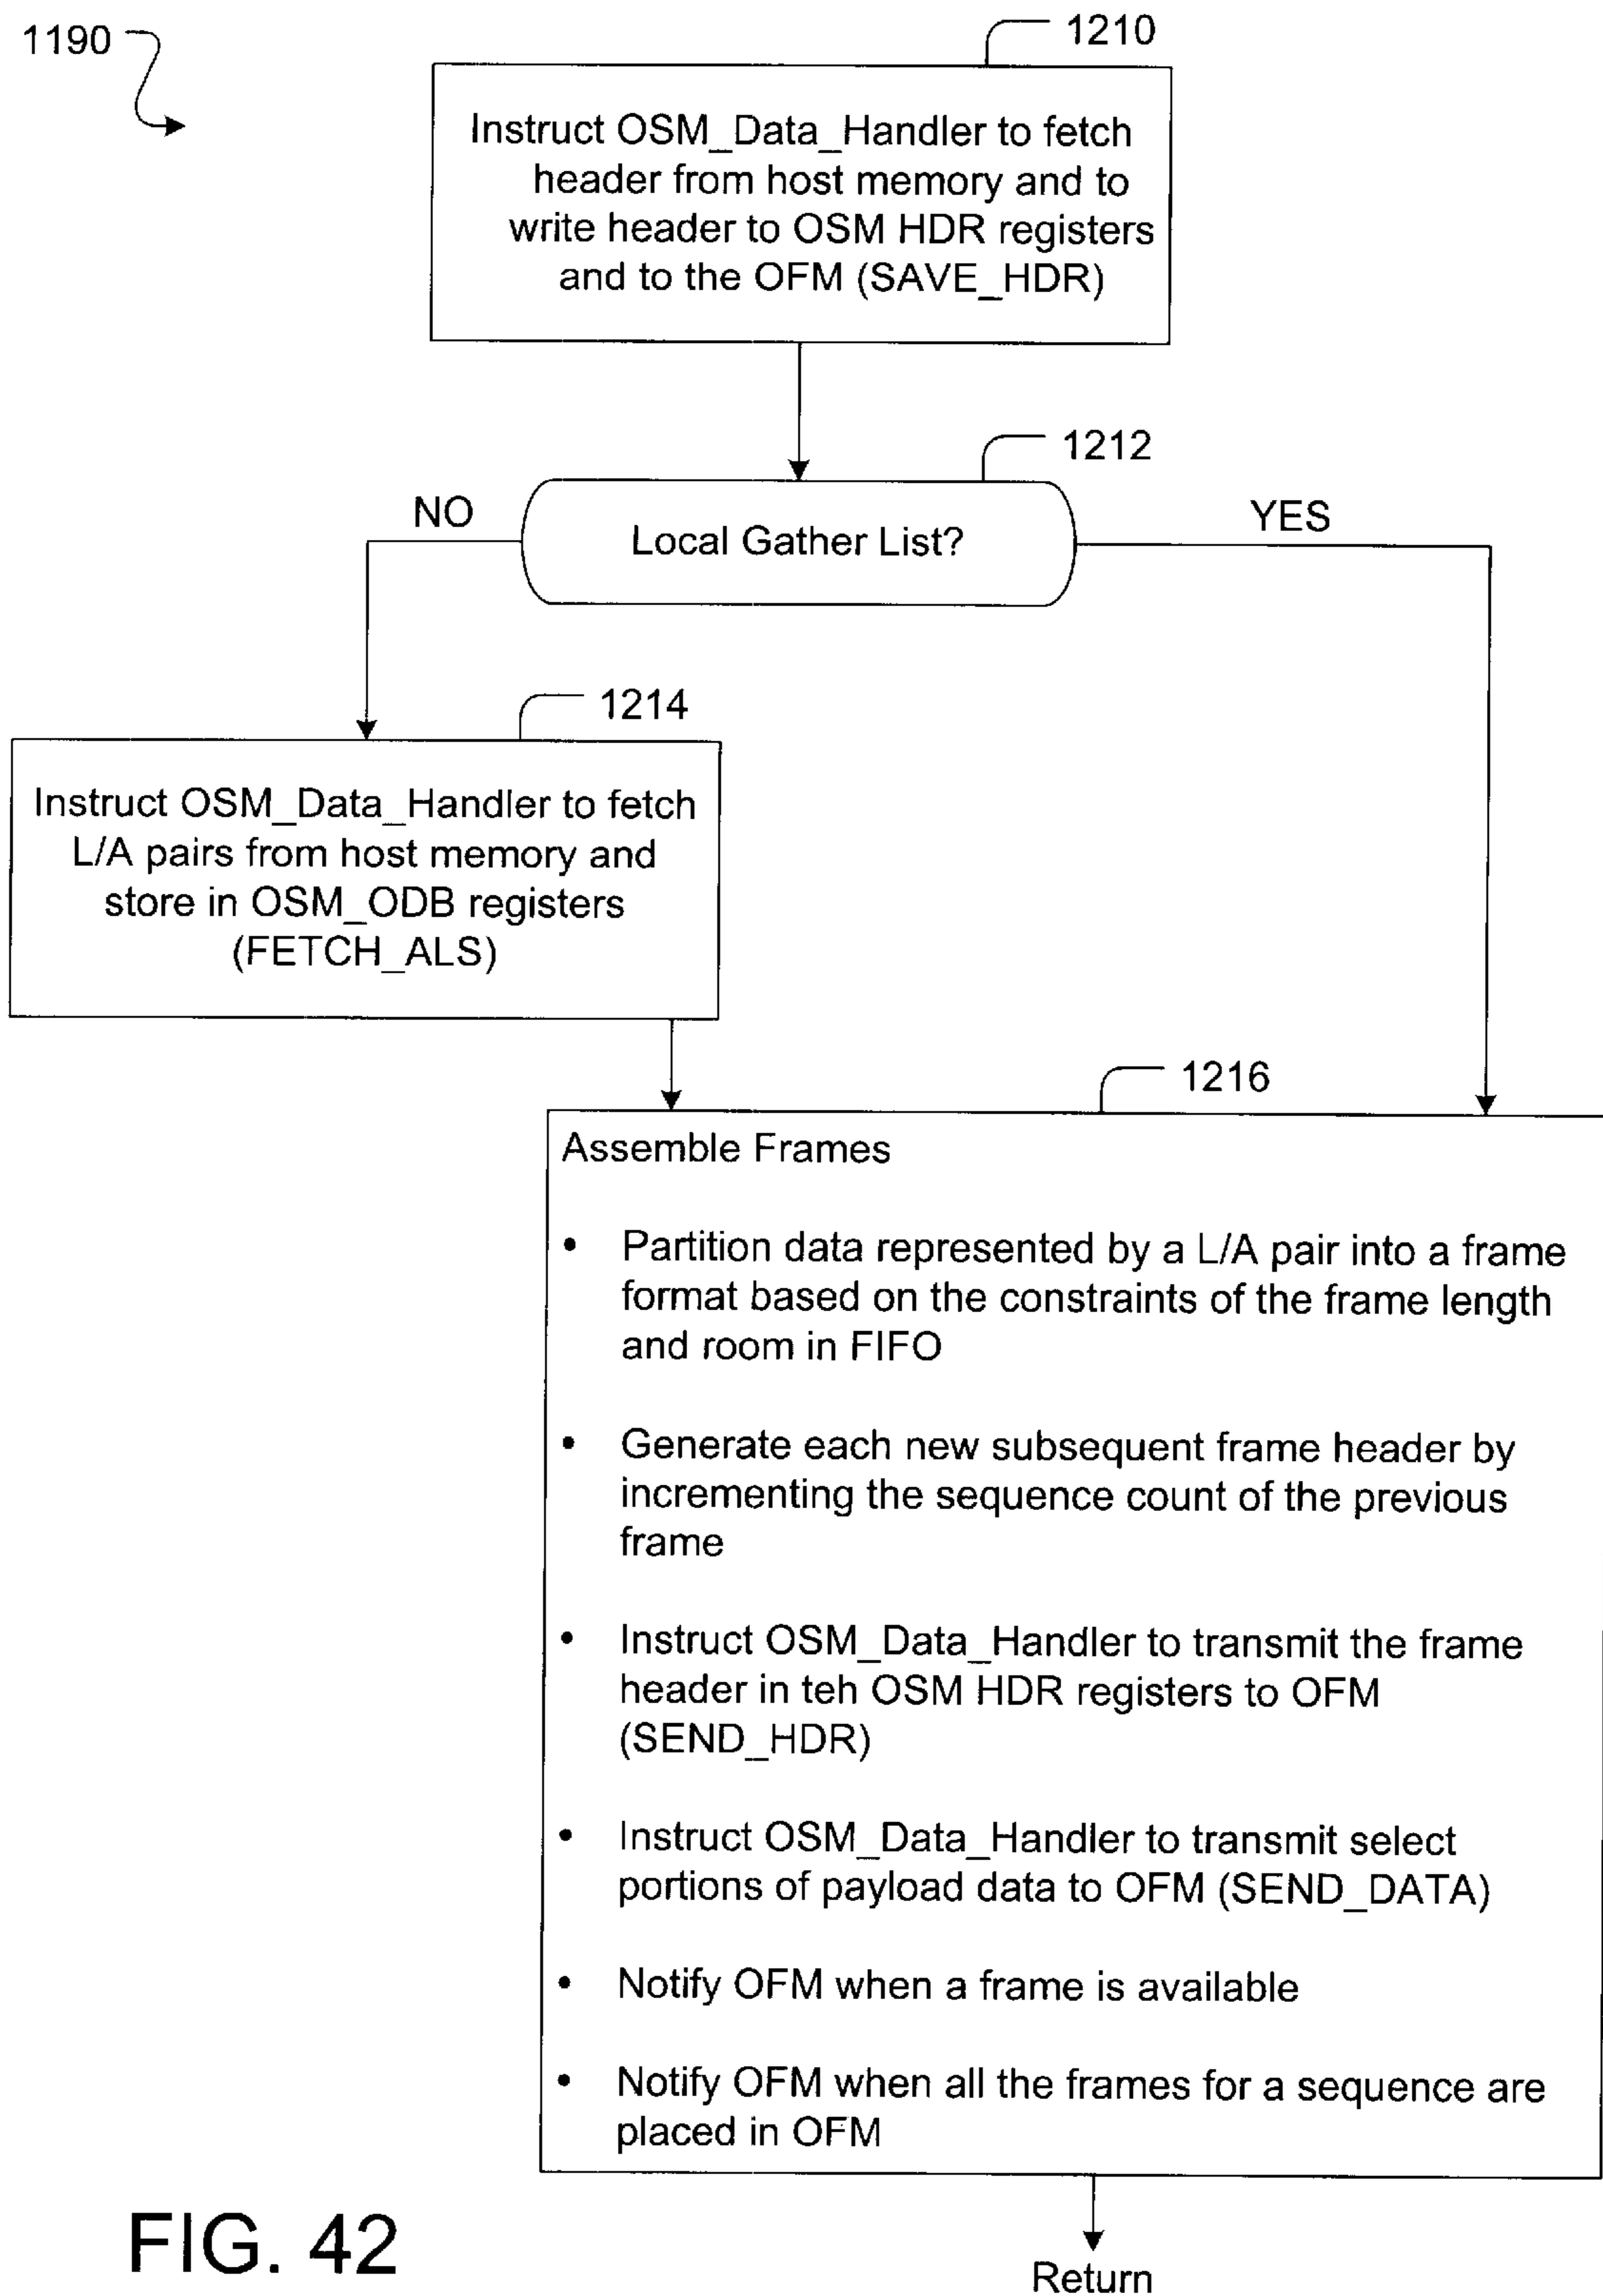 1190
1210
Instruct OSM_Data_Handler to fetch
header from host memory and to
write header to OSM HDR registers
and to the OFM (SAVE_HDR)
1212
NO
Local Gather List?
YES
1214
Instruct OSM_Data_Handler to fetch
L/A pairs from host memory and
store in OSM_ODB registers
(FETCH_ALS)
1216
Assemble Frames
• Partition data represented by a L/A pair into a frame
format based on the constraints of the frame length
and room in FIFO
• Generate each new subsequent frame header by
incrementing the sequence count of the previous
frame
• Instruct OSM_Data_Handler to transmit the frame
header in teh OSM HDR registers to OFM
(SEND_HDR)
• Instruct OSM_Data_Handler to transmit select
portions of payload data to OFM (SEND_DATA)
• Notify OFM when a frame is available
• Notify OFM when all the frames for a sequence are
placed in OFM
FIG. 42
Return